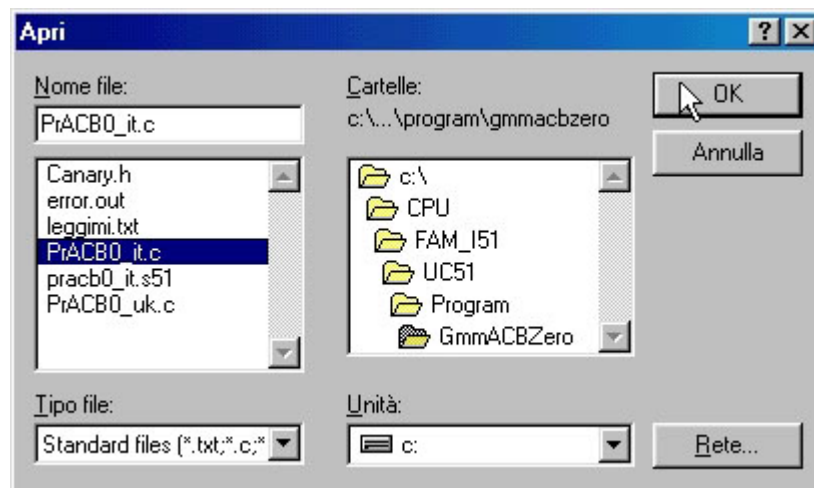 Apri
Nome file:
PrACB0_it.c
Canary.h
error.out
leggimi.txt
PrACB0_it.c
pracb0_it.s51
PrACB0_uk.c
Tipo file:
Standard files (*.txt;*.c;*
Cartelle:
c:\...\program\gmmacbzero
c:\
CPU
FAM_I51
UC51
Program
GmmACBZero
Unità:
c:
OK
Annulla
Rete...